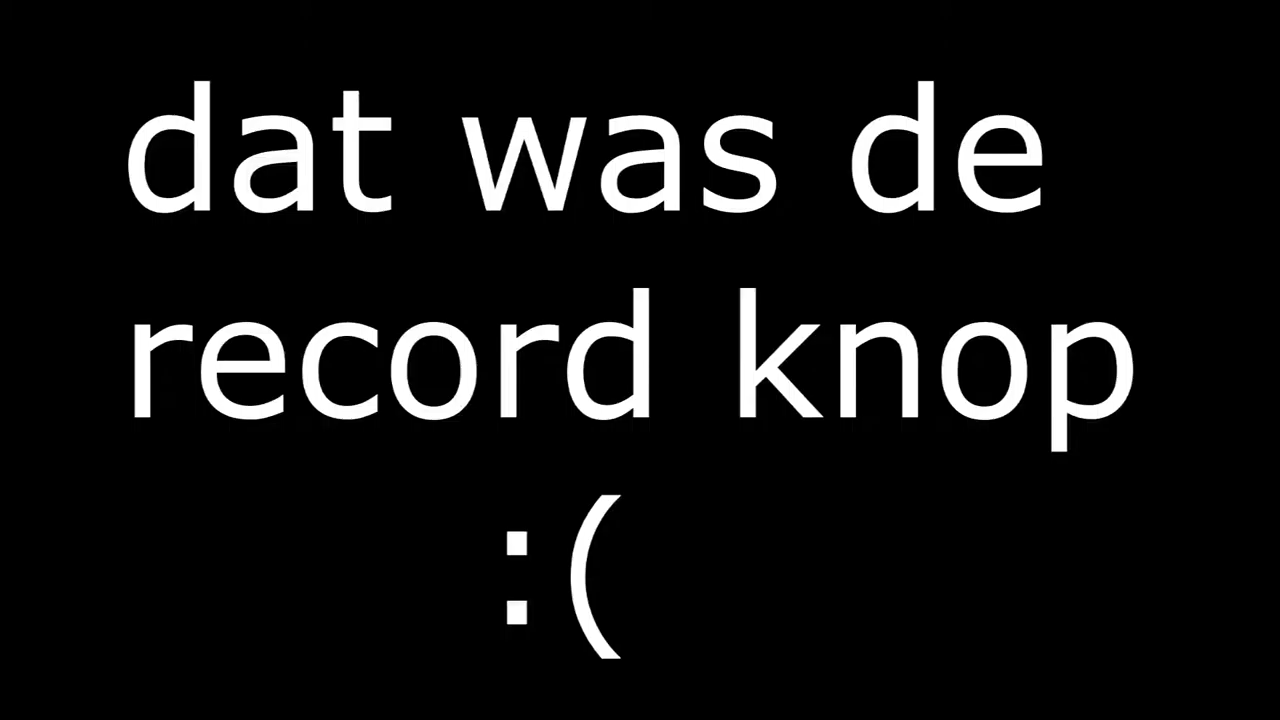 dat was de
record knop
:(